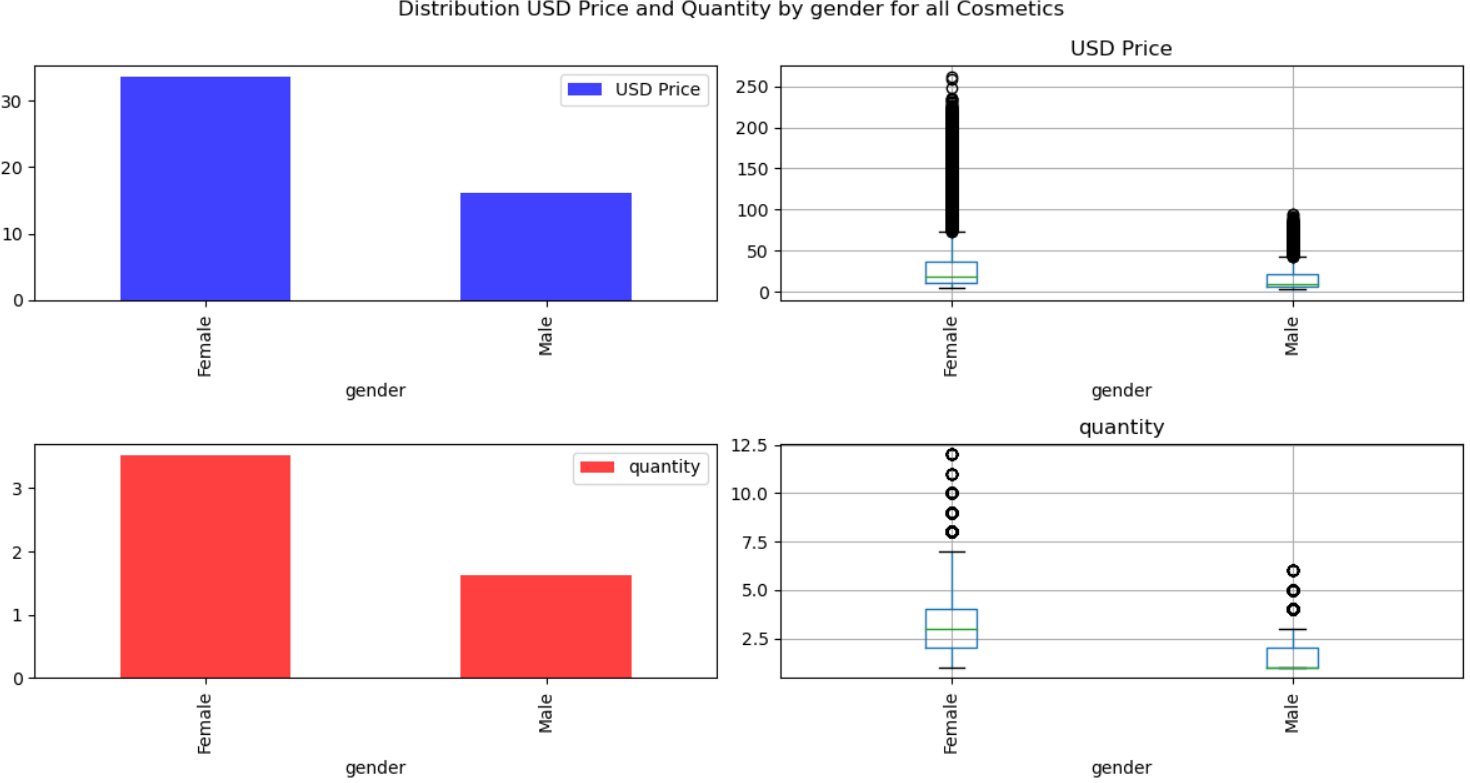 Distribution USD Price and Quantity by gender for all Cosmetics
USD Price
30
20
10
0
USD Price
Female
Male
gender
USD Price
250
200
150
100
50
0
Female
Male
gender
3
2
1
0
quantity
Female
Male
gender
quantity
12.5
10.0
7.5
5.0
2.5
Female
Male
gender